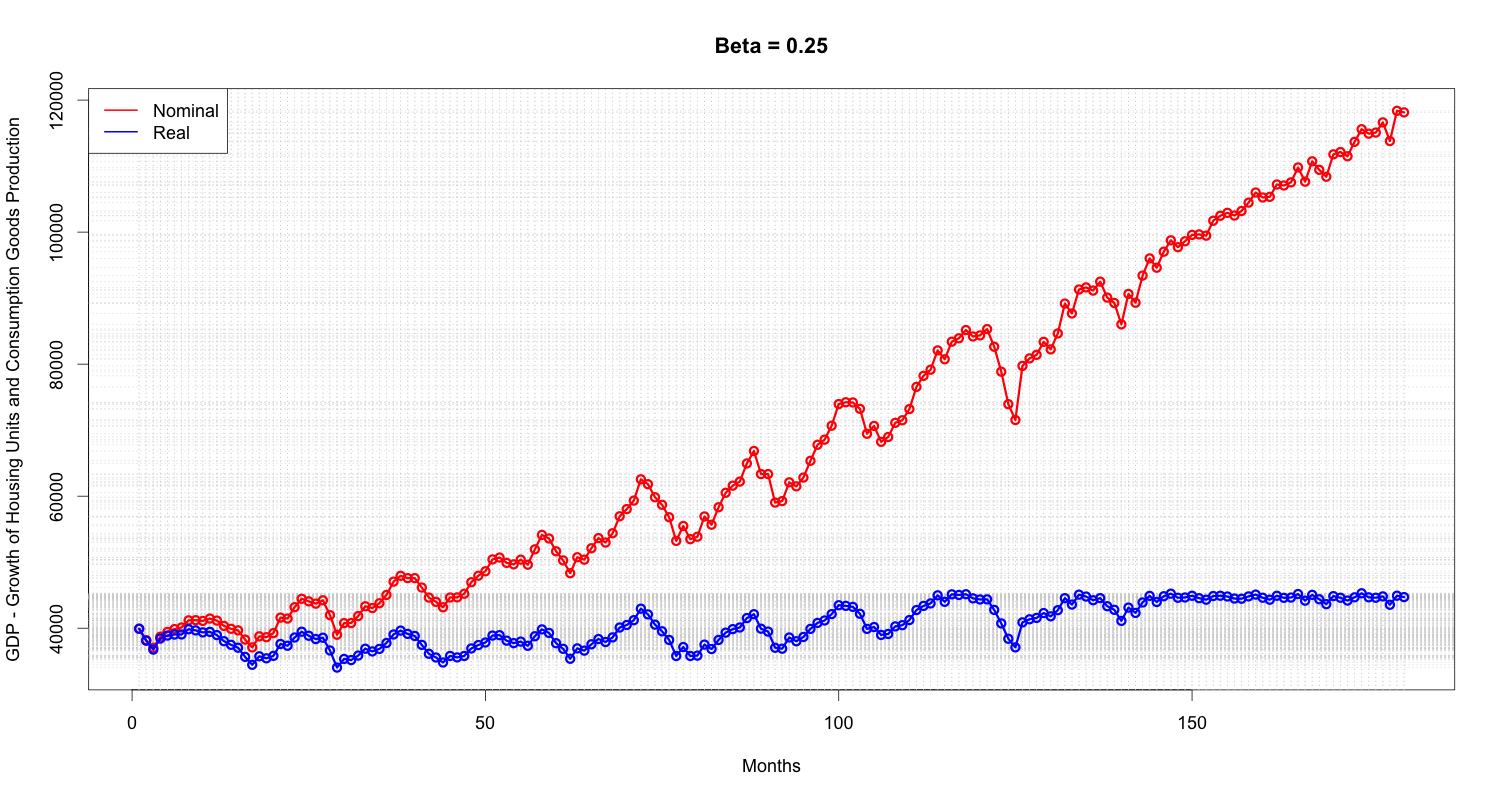 Beta = 0.25
Nominal
Real
GDP - Growth of Housing Units and Consumption Goods Production
120000
100000
80000
60000
40000
0 50 100 150
Months